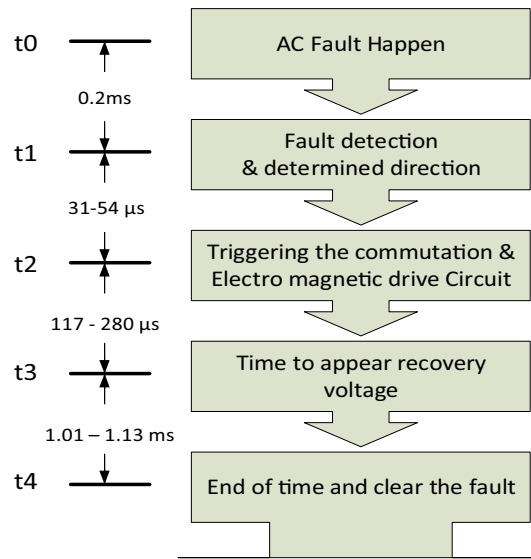 t0
AC Fault Happen
0.2ms
t1
Fault detection
& determined direction
31-54 μs
t2
Triggering the commutation &
Electro magnetic drive Circuit
117 - 280 μs
t3
Time to appear recovery
voltage
1.01 – 1.13 ms
t4
End of time and clear the fault